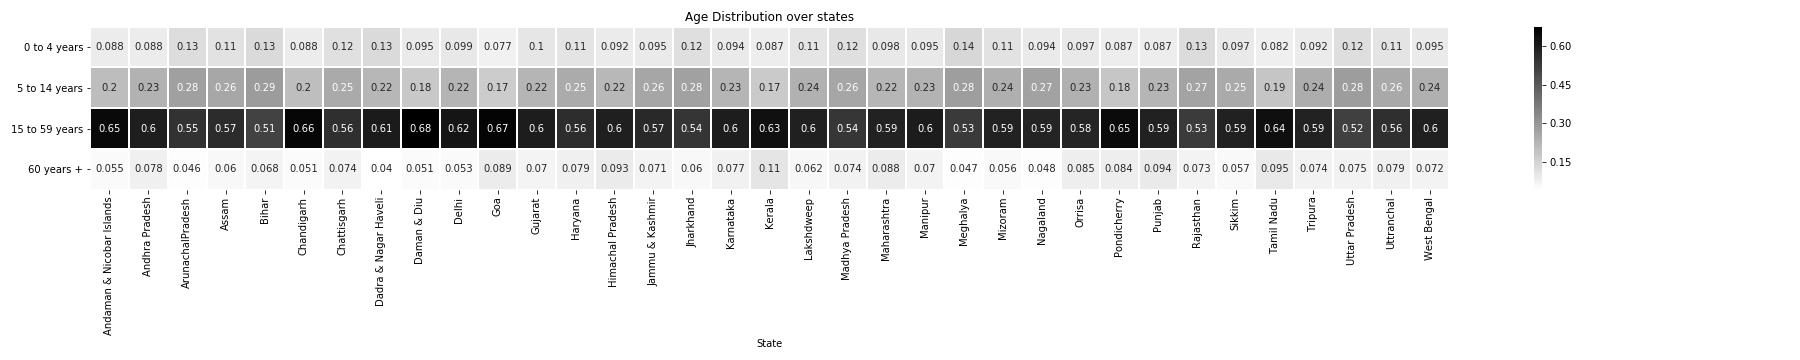 Age Distribution over states
0 to 4 years 0.088 0.088 0.13 0.11 0.13 0.088 0.12 0.13 0.095 0.099 0.077 0.1 0.11 0.092 0.095 0.12 0.094 0.087 0.11 0.12 0.098 0.095 0.14 0.11 0.094 0.097 0.087 0.087 0.13 0.097 0.082 0.092 0.12 0.11 0.095
5 to 14 years 0.2 0.23 0.28 0.26 0.29 0.2 0.25 0.22 0.18 0.22 0.17 0.22 0.25 0.22 0.26 0.28 0.23 0.17 0.24 0.26 0.22 0.23 0.28 0.24 0.27 0.23 0.18 0.23 0.27 0.25 0.19 0.24 0.28 0.26 0.24
15 to 59 years 0.65 0.6 0.55 0.57 0.51 0.66 0.56 0.61 0.68 0.62 0.67 0.6 0.56 0.6 0.57 0.54 0.6 0.63 0.6 0.54 0.59 0.6 0.53 0.59 0.59 0.58 0.65 0.59 0.53 0.59 0.64 0.59 0.52 0.56 0.6
60 years + 0.055 0.078 0.046 0.06 0.068 0.051 0.074 0.04 0.051 0.053 0.089 0.07 0.079 0.093 0.071 0.06 0.077 0.11 0.062 0.074 0.088 0.07 0.047 0.056 0.048 0.085 0.084 0.094 0.073 0.057 0.095 0.074 0.075 0.079 0.072
Andaman & Nicobar Islands
Andhra Pradesh
ArunachalPradesh
Assam
Bihar
Chandigarh
Chattisgarh
Dadra & Nagar Haveli
Daman & Diu
Delhi
Goa
Gujarat
Haryana
Himachal Pradesh
Jammu & Kashmir
Jharkhand
Karnataka
Kerala
Lakshdweep
Madhya Pradesh
Maharashtra
Manipur
Meghalya
Mizoram
Nagaland
Orrisa
Pondicherry
Punjab
Rajasthan
Sikkim
Tamil Nadu
Tripura
Uttar Pradesh
Uttranchal
West Bengal
State
0.60
0.45
0.30
0.15